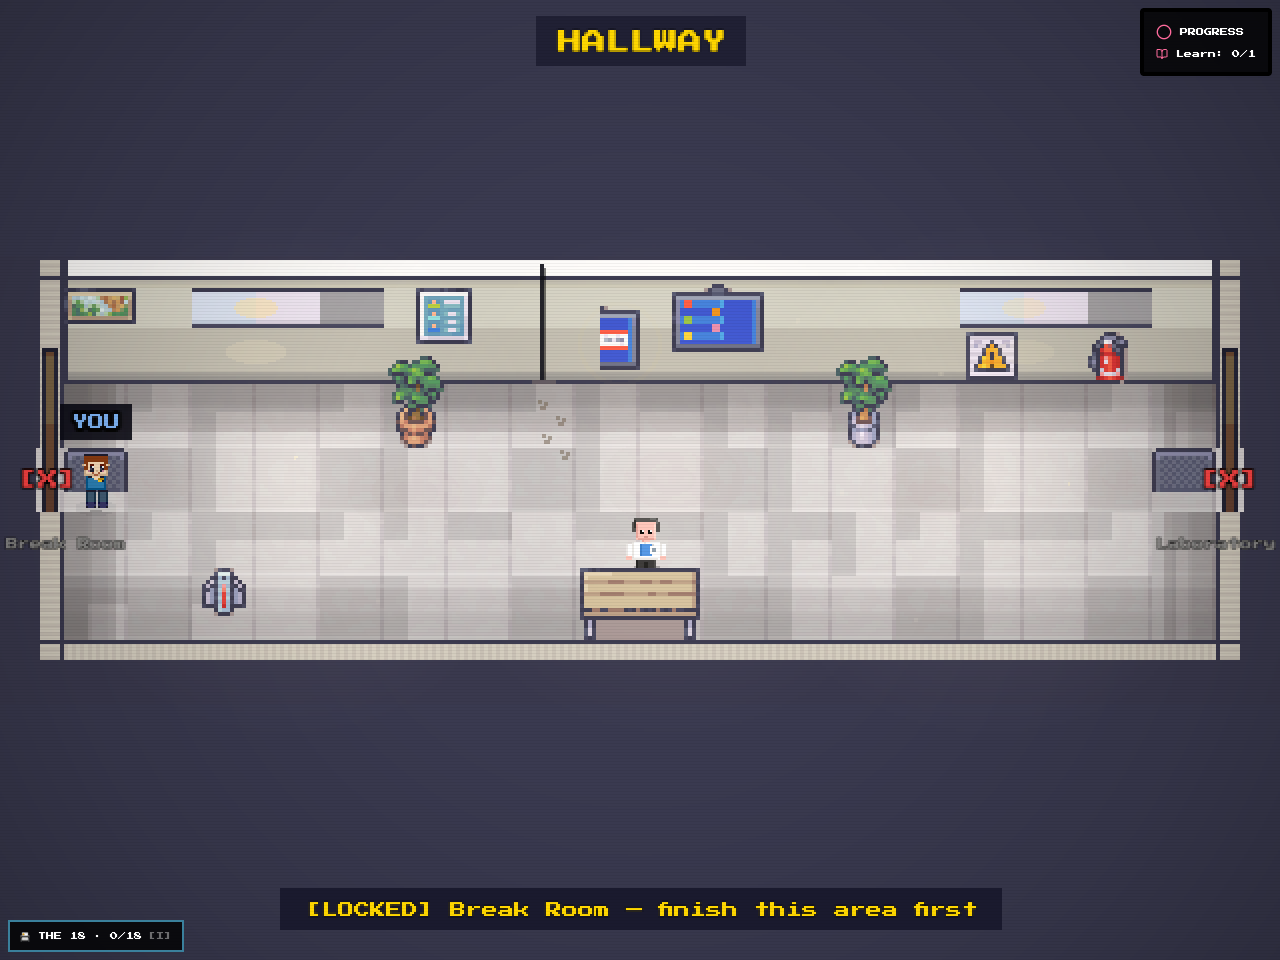 HALLWAY
PROGRESS
Learn: 0/1
YOU
[X]
[X]
Break Room
Laboratory
[LOCKED] Break Room — finish this area first
THE 18 · 0/18 [I]